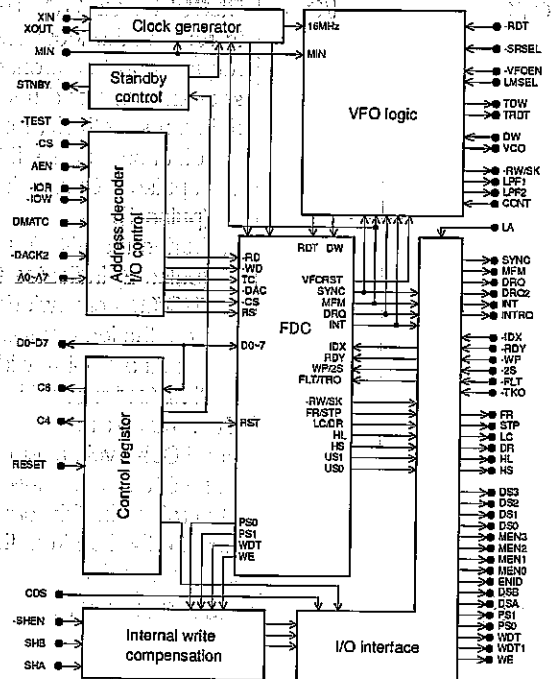 XIN
XOUT
Clock generator
MIN
STNBY
Standby
control
-TEST
-CS
AEN
-IOR
-IOW
DMATC
-DACK2
A0~A7
Address decoder
I/O control
D0~D7
C6
C4
RESET
Control register
CDS
-SHEN
SHB
SHA
Internal write
compensation
16MHz
MIN
VFO logic
RDT DW
FDC
-RD
-WD
TC
-DAC
-CS
RS
D0~7
RST
PS0
PS1
WDT
WE
VFCRST
SYNC
MFM
DRQ
INT
IDX
RDY
WP/2S
FLT/TRO
-RW/SK
FR/STP
LC/DR
HL
HS
US1
US0
I/O interface
-RDT
-SRSEL
-VFOEN
LMSEL
TDW
TRDT
DW
VCO
-RW/SK
LPF1
LPF2
CONT
LA
SYNC
MFM
DRQ
DRQ2
INT
INTRQ
-IDX
-RDY
-WP
-2S
-FLT
-TKO
FR
STP
LC
DR
HL
HS
DS3
DS2
DS1
DS0
MEN3
MEN2
MEN1
MEN0
ENID
DSB
DSA
PS1
PS0
WDT
WDT1
WE